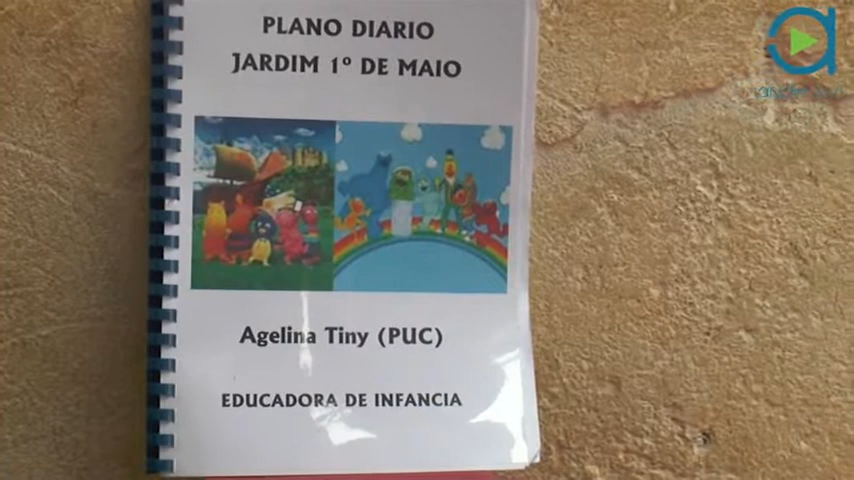 PLANO DIARIO
JARDIM 1º DE MAIO
Agelina Tiny (PUC)
EDUCADORA DE INFANCIA